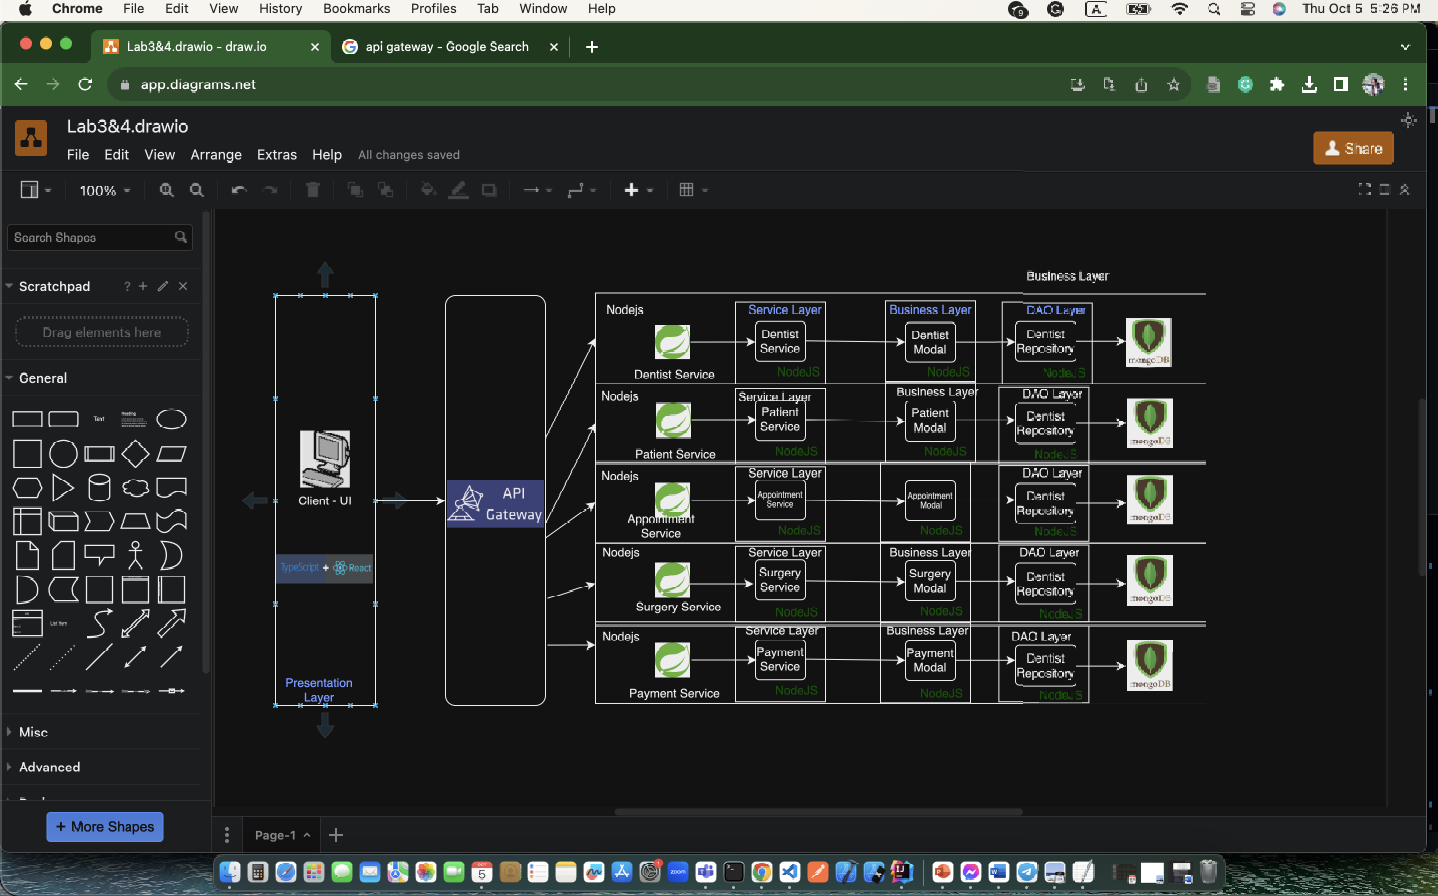 Chrome File Edit View History Bookmarks Profiles Tab Window Help
9 A Thu Oct 5 5:26 PM
Lab3&4.drawio - draw.io
api gateway - Google Search
app.diagrams.net
Lab3&4.drawio
File Edit View Arrange Extras Help All changes saved
Share
100%
Search Shapes
Scratchpad ?
Drag elements here
General
Text
Heading
List Item
Misc
Advanced
+ More Shapes
Page-1
Client - UI
TypeScript + React
Presentation
Layer
API
Gateway
Business Layer
Nodejs
Dentist Service
Service Layer
Dentist
Service
NodeJS
Business Layer
Dentist
Modal
NodeJS
DAO Layer
Dentist
Repository
NodeJS
mongoDB
Nodejs
Patient Service
Service Layer
Patient
Service
NodeJS
Business Layer
Patient
Modal
NodeJS
DAO Layer
Dentist
Repository
NodeJS
mongoDB
Nodejs
Appointment
Service
Service Layer
Appointment
Service
NodeJS
Appointment
Modal
NodeJS
DAO Layer
Dentist
Repository
NodeJS
mongoDB
Nodejs
Surgery Service
Service Layer
Surgery
Service
NodeJS
Business Layer
Surgery
Modal
NodeJS
DAO Layer
Dentist
Repository
NodeJS
mongoDB
Nodejs
Payment Service
Service Layer
Payment
Service
NodeJS
Business Layer
Payment
Modal
NodeJS
DAO Layer
Dentist
Repository
NodeJS
mongoDB
OCT
5
zoom